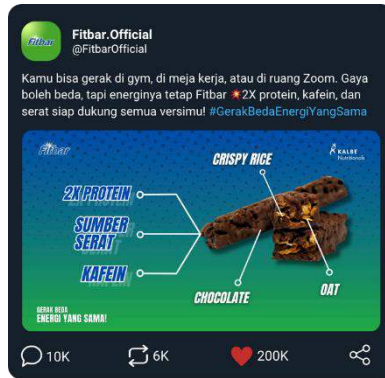 Fitbar
Fitbar.Official
@FitbarOfficial
Kamu bisa gerak di gym, di meja kerja, atau di ruang Zoom. Gaya
boleh beda, tapi energinya tetap Fitbar 💥2X protein, kafein, dan
serat siap dukung semua versimu! #GerakBedaEnergiYangSama
Fitbar
KALBE
Nutritionals
CRISPY RICE
2X PROTEIN
SUMBER
SERAT
KAFEIN
CHOCOLATE
OAT
GERAK BEDA
ENERGI YANG SAMA!
10K
6K
200K